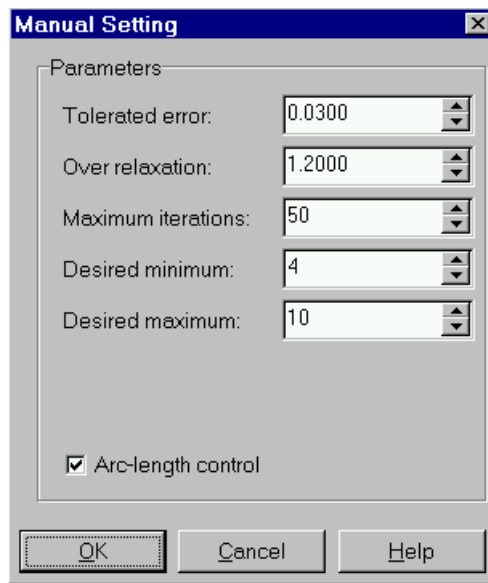 Manual Setting
Parameters
Tolerated error: 0.0300
Over relaxation: 1.2000
Maximum iterations: 50
Desired minimum: 4
Desired maximum: 10
Arc-length control
OK Cancel Help